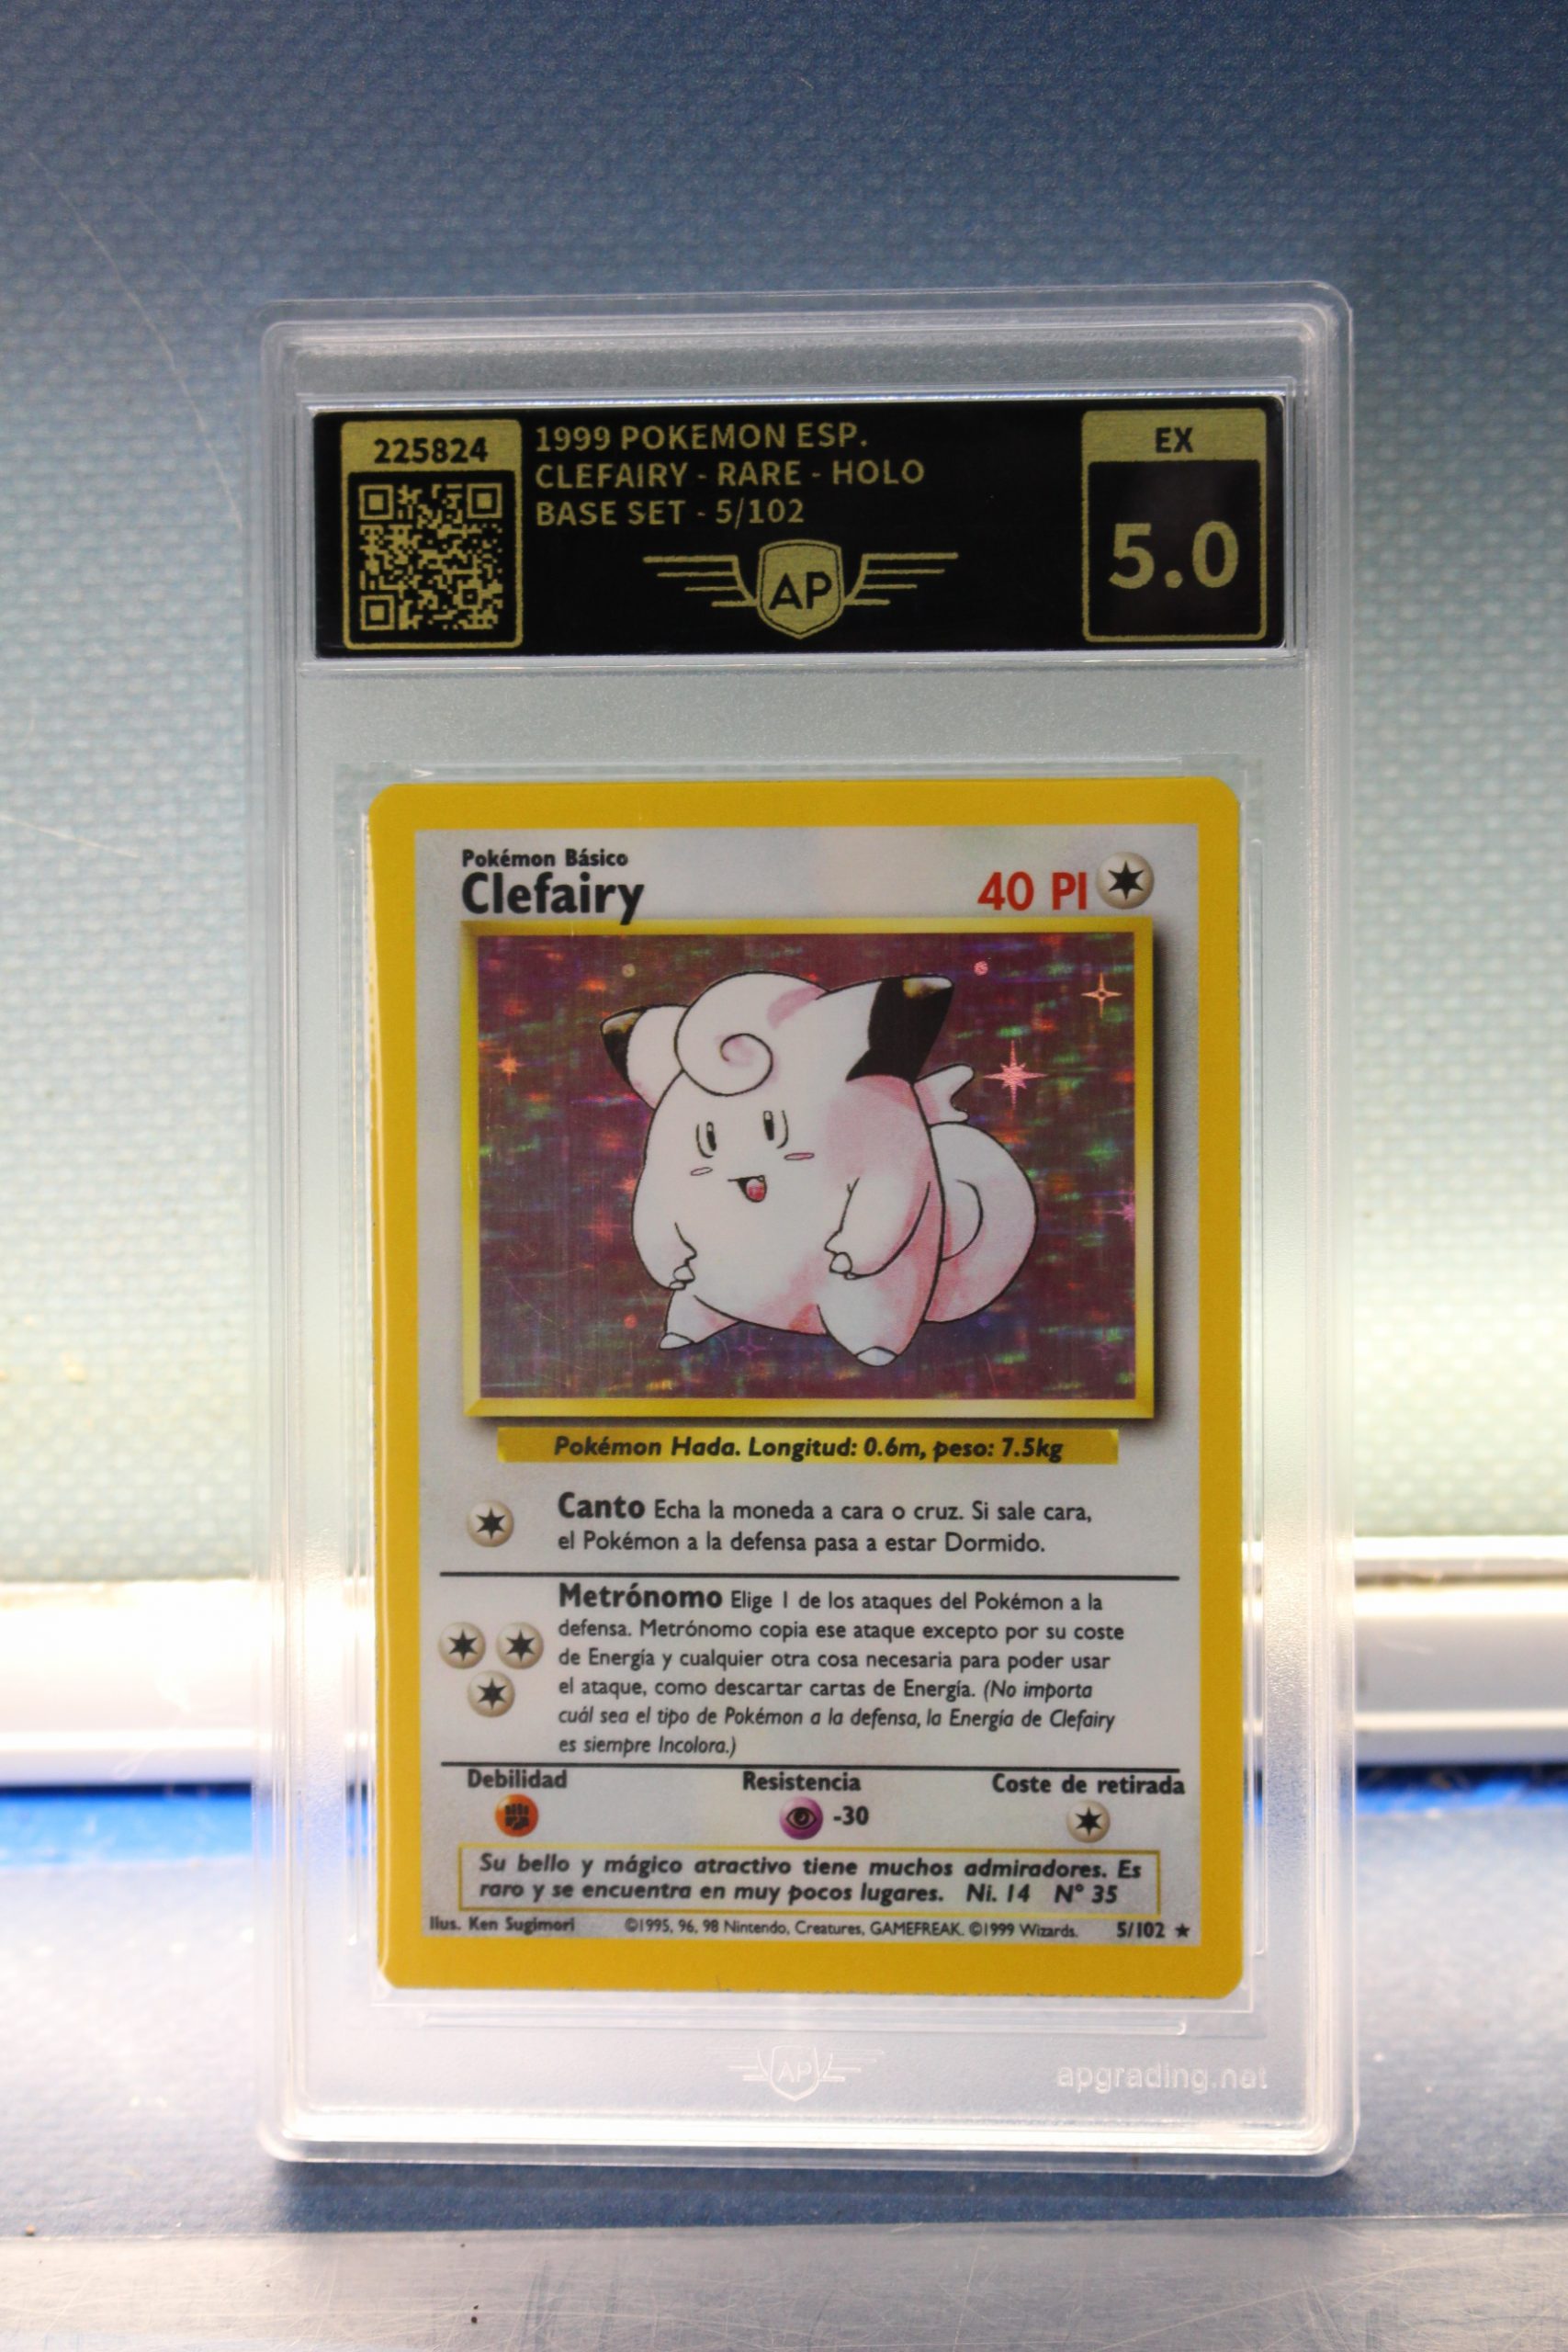 225824
1999 POKEMON ESP.
CLEFAIRY - RARE - HOLO
BASE SET - 5/102
AP
EX
5.0
Pokémon Básico
Clefairy
40 PI
Pokémon Hada. Longitud: 0.6m, peso: 7.5kg
Canto Echa la moneda a cara o cruz. Si sale cara,
el Pokémon a la defensa pasa a estar Dormido.
Metrónomo Elige 1 de los ataques del Pokémon a la
defensa. Metrónomo copia ese ataque excepto por su coste
de Energía y cualquier otra cosa necesaria para poder usar
el ataque, como descartar cartas de Energía. (No importa
cuál sea el tipo de Pokémon a la defensa, la Energía de Clefairy
es siempre Incolora.)
Debilidad
Resistencia
-30
Coste de retirada
Su bello y mágico atractivo tiene muchos admiradores. Es
raro y se encuentra en muy pocos lugares. Ni. 14 N° 35
Ilus. Ken Sugimori
©1995, 96, 98 Nintendo, Creatures, GAMEFREAK. ©1999 Wizards.
5/102
AP
apgrading.net